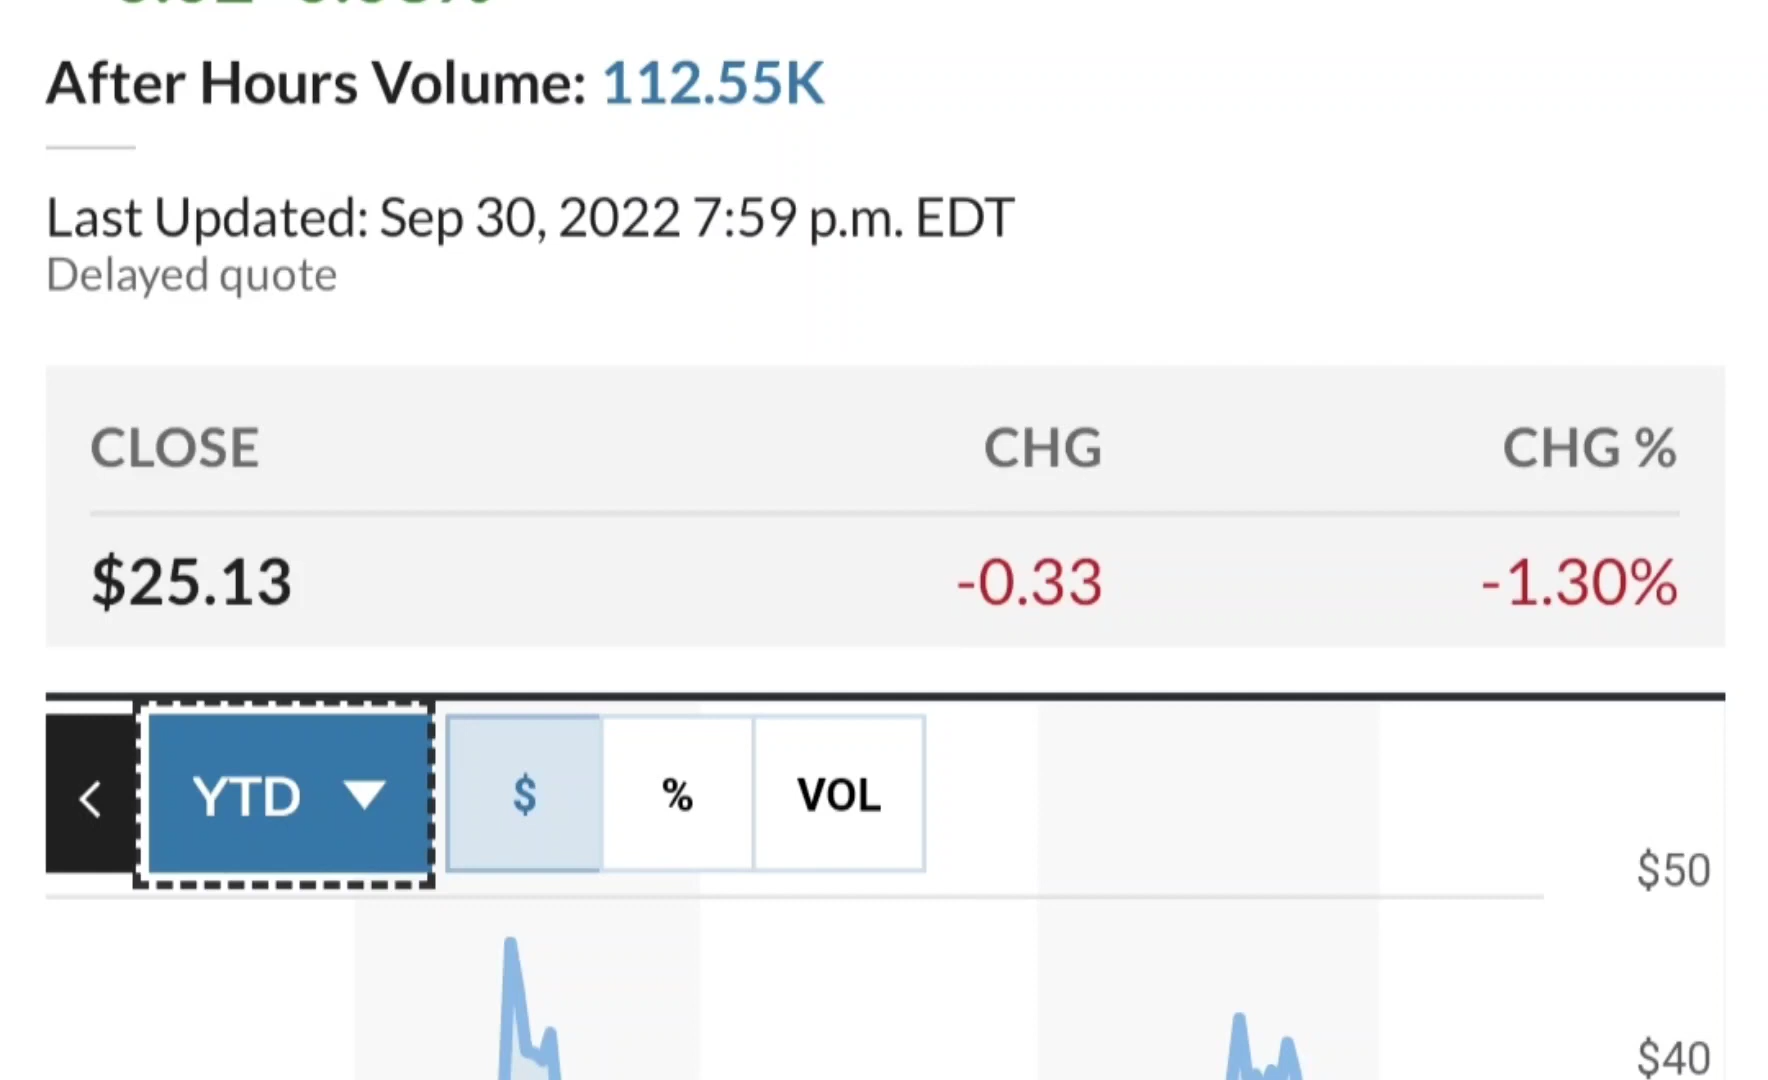 After Hours Volume: 112.55K
Last Updated: Sep 30, 2022 7:59 p.m. EDT
Delayed quote
CLOSE CHG CHG %
$25.13 -0.33 -1.30%
YTD $ % VOL
$50
$40